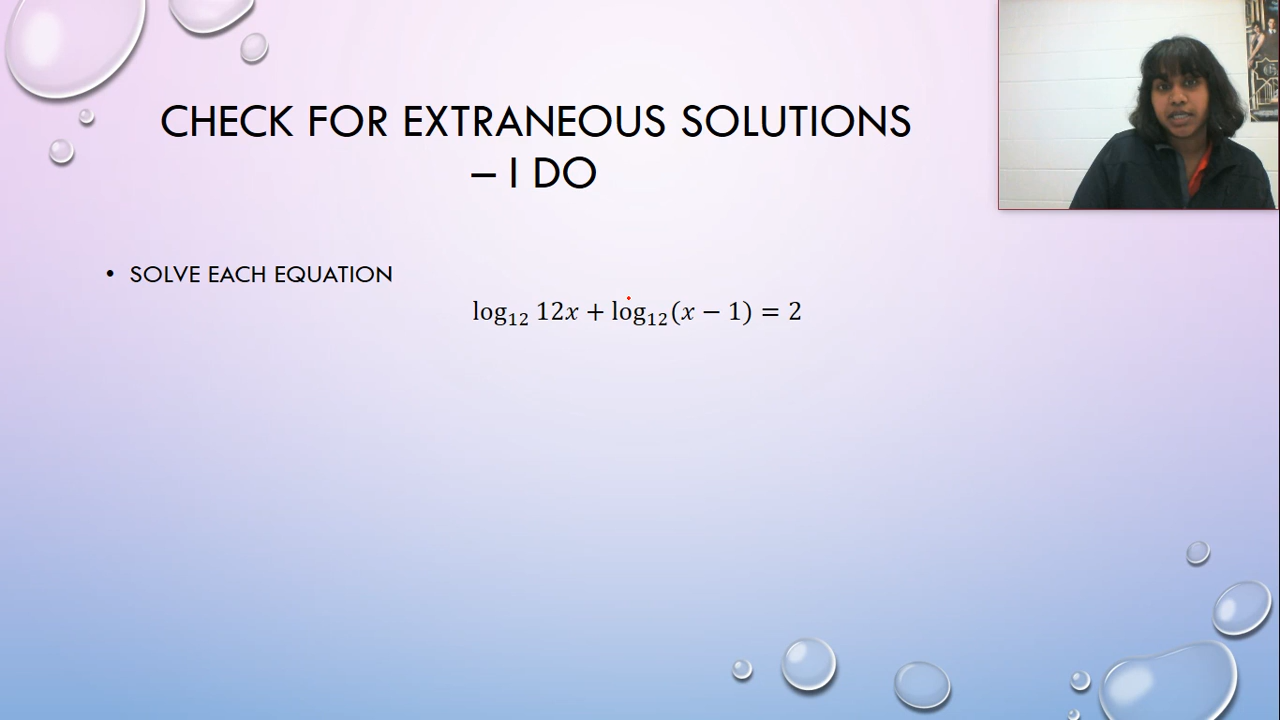 CHECK FOR EXTRANEOUS SOLUTIONS
– I DO
• SOLVE EACH EQUATION
log₁₂ 12𝑥 + log₁₂(𝑥 − 1) = 2